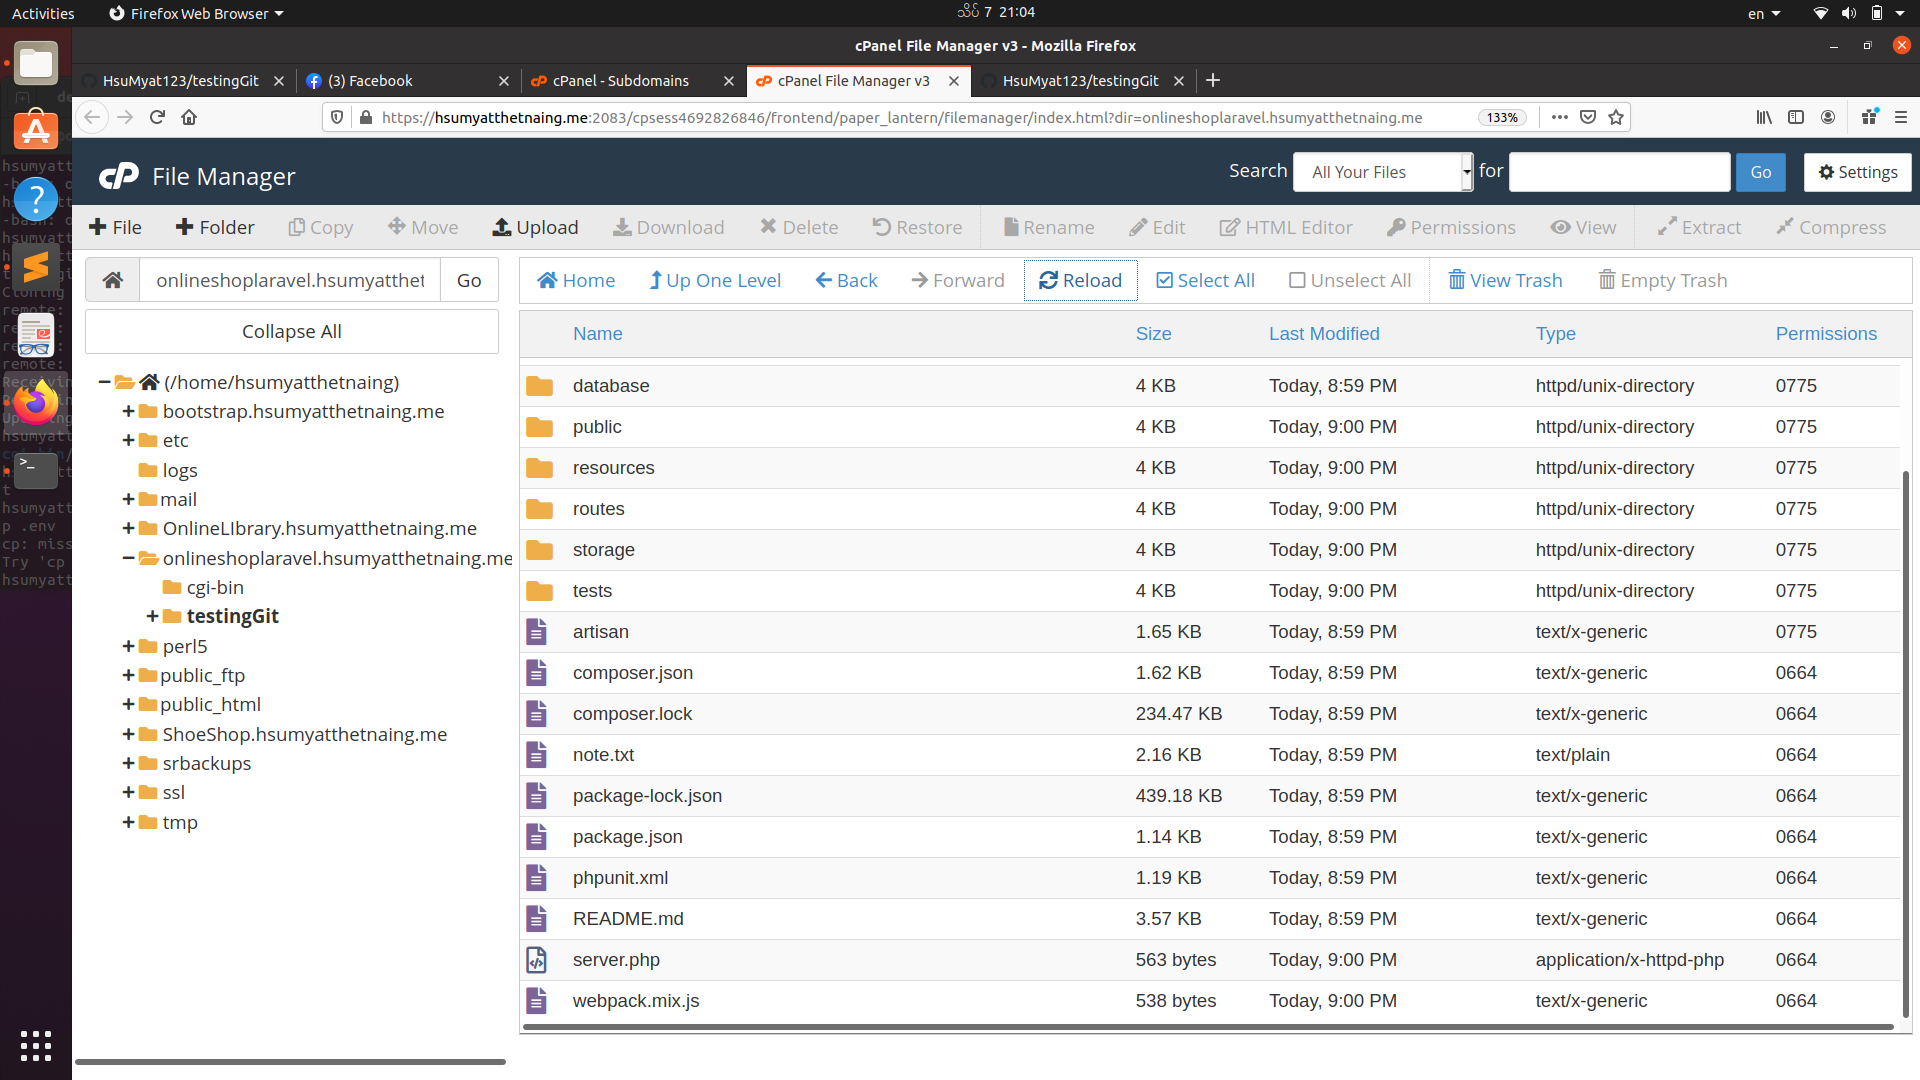 Activities Firefox Web Browser သိပ် 7 21:04 en
cPanel File Manager v3 - Mozilla Firefox
HsuMyat123/testingGit (3) Facebook cPanel - Subdomains cPanel File Manager v3 HsuMyat123/testingGit
https://hsumyatthetnaing.me:2083/cpsess4692826846/frontend/paper_lantern/filemanager/index.html?dir=onlineshoplaravel.hsumyatthetnaing.me 133%
cP File Manager Search All Your Files for Go Settings
File Folder Copy Move Upload Download Delete Restore Rename Edit HTML Editor Permissions View Extract Compress
onlineshoplaravel.hsumyatthet Go Home Up One Level Back Forward Reload Select All Unselect All View Trash Empty Trash
Collapse All
(/home/hsumyatthetnaing)
bootstrap.hsumyatthetnaing.me
etc
logs
mail
OnlineLIbrary.hsumyatthetnaing.me
onlineshoplaravel.hsumyatthetnaing.me
cgi-bin
testingGit
perl5
public_ftp
public_html
ShoeShop.hsumyatthetnaing.me
srbackups
ssl
tmp
Name Size Last Modified Type Permissions
database 4 KB Today, 8:59 PM httpd/unix-directory 0775
public 4 KB Today, 9:00 PM httpd/unix-directory 0775
resources 4 KB Today, 9:00 PM httpd/unix-directory 0775
routes 4 KB Today, 9:00 PM httpd/unix-directory 0775
storage 4 KB Today, 9:00 PM httpd/unix-directory 0775
tests 4 KB Today, 9:00 PM httpd/unix-directory 0775
artisan 1.65 KB Today, 8:59 PM text/x-generic 0775
composer.json 1.62 KB Today, 8:59 PM text/x-generic 0664
composer.lock 234.47 KB Today, 8:59 PM text/x-generic 0664
note.txt 2.16 KB Today, 8:59 PM text/plain 0664
package-lock.json 439.18 KB Today, 8:59 PM text/x-generic 0664
package.json 1.14 KB Today, 8:59 PM text/x-generic 0664
phpunit.xml 1.19 KB Today, 8:59 PM text/x-generic 0664
README.md 3.57 KB Today, 8:59 PM text/x-generic 0664
server.php 563 bytes Today, 9:00 PM application/x-httpd-php 0664
webpack.mix.js 538 bytes Today, 9:00 PM text/x-generic 0664